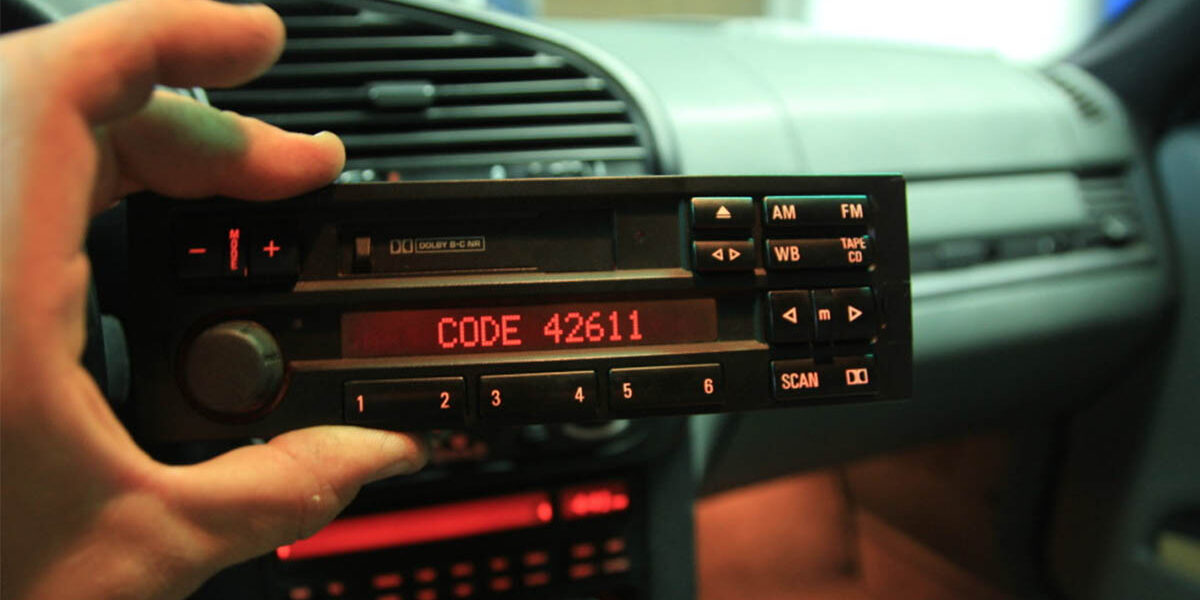 − MODE +
DOLBY B-C NR
AM FM
WB TAPE
CD
CODE 42611
m
1 2 3 4 5 6
SCAN